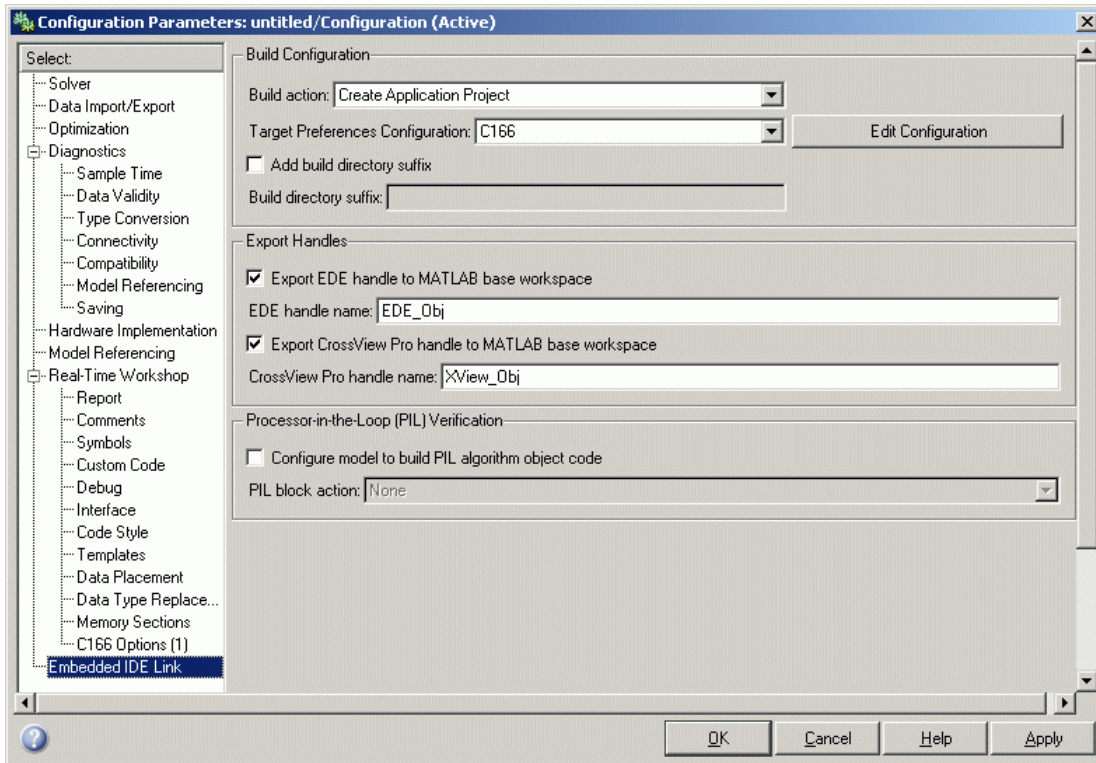 Configuration Parameters: untitled/Configuration (Active)
Select:
Solver
Data Import/Export
Optimization
Diagnostics
Sample Time
Data Validity
Type Conversion
Connectivity
Compatibility
Model Referencing
Saving
Hardware Implementation
Model Referencing
Real-Time Workshop
Report
Comments
Symbols
Custom Code
Debug
Interface
Code Style
Templates
Data Placement
Data Type Replace...
Memory Sections
C166 Options (1)
Embedded IDE Link
Build Configuration
Build action: Create Application Project
Target Preferences Configuration: C166 Edit Configuration
Add build directory suffix
Build directory suffix:
Export Handles
Export EDE handle to MATLAB base workspace
EDE handle name: EDE_Obj
Export CrossView Pro handle to MATLAB base workspace
CrossView Pro handle name: XView_Obj
Processor-in-the-Loop (PIL) Verification
Configure model to build PIL algorithm object code
PIL block action: None
OK Cancel Help Apply